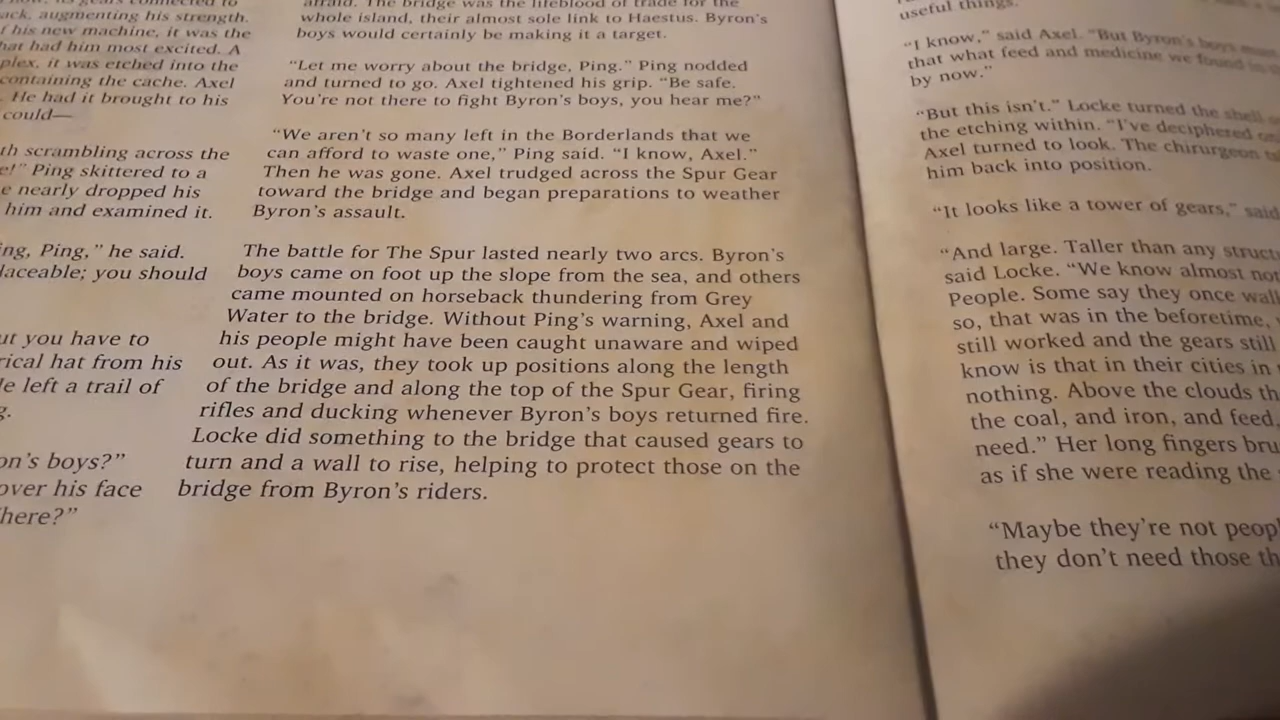 ack, augmenting his strength.
his new machine, it was the
hat had him most excited. A
plex, it was etched into the
containing the cache. Axel
He had it brought to his
could—
th scrambling across the
e!” Ping skittered to a
e nearly dropped his
him and examined it.
ing, Ping,” he said.
laceable; you should
ut you have to
rical hat from his
le left a trail of
g.
on’s boys?”
over his face
here?”
afraid. The bridge was the lifeblood of trade for the
whole island, their almost sole link to Haestus. Byron’s
boys would certainly be making it a target.
“Let me worry about the bridge, Ping.” Ping nodded
and turned to go. Axel tightened his grip. “Be safe.
You’re not there to fight Byron’s boys, you hear me?”
“We aren’t so many left in the Borderlands that we
can afford to waste one,” Ping said. “I know, Axel.”
Then he was gone. Axel trudged across the Spur Gear
toward the bridge and began preparations to weather
Byron’s assault.
The battle for The Spur lasted nearly two arcs. Byron’s
boys came on foot up the slope from the sea, and others
came mounted on horseback thundering from Grey
Water to the bridge. Without Ping’s warning, Axel and
his people might have been caught unaware and wiped
out. As it was, they took up positions along the length
of the bridge and along the top of the Spur Gear, firing
rifles and ducking whenever Byron’s boys returned fire.
Locke did something to the bridge that caused gears to
turn and a wall to rise, helping to protect those on the
bridge from Byron’s riders.
useful things.
“I know,” said Axel. “But Byron’s boys
that what feed and medicine we found
by now.”
“But this isn’t.” Locke turned the shell
the etching within. “I’ve deciphered
Axel turned to look. The chirurgeon
him back into position.
“It looks like a tower of gears,” said
“And large. Taller than any struct
said Locke. “We know almost not
People. Some say they once wal
so, that was in the beforetime,
still worked and the gears still
know is that in their cities in
nothing. Above the clouds th
the coal, and iron, and feed,
need.” Her long fingers bru
as if she were reading the
“Maybe they’re not peop
they don’t need those th